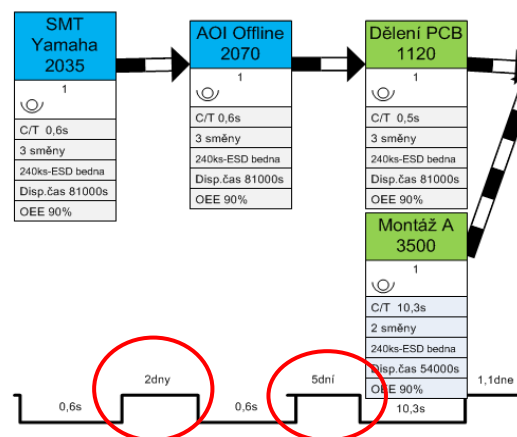 SMT
Yamaha
2035
1
C/T 0,6s
3 směny
240ks-ESD bedna
Disp.čas 81000s
OEE 90%
AOI Offline
2070
1
C/T 0,6s
3 směny
240ks-ESD bedna
Disp.čas 81000s
OEE 90%
Dělení PCB
1120
1
C/T 0,5s
3 směny
240ks-ESD bedna
Disp.čas 81000s
OEE 90%
Montáž A
3500
1
C/T 10,3s
2 směny
240ks-ESD bedna
Disp.čas 54000s
OEE 90%
0,6s
2dny
0,6s
5dní
10,3s
1,1dne